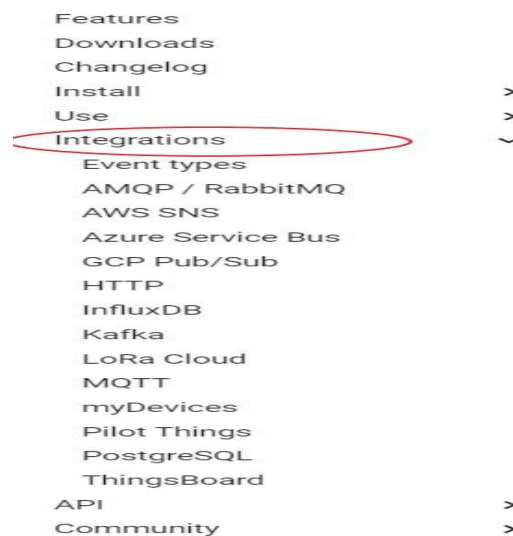 Features
Downloads
Changelog
Install
Use
Integrations
Event types
AMQP / RabbitMQ
AWS SNS
Azure Service Bus
GCP Pub/Sub
HTTP
InfluxDB
Kafka
LoRa Cloud
MQTT
myDevices
Pilot Things
PostgreSQL
ThingsBoard
API
Community